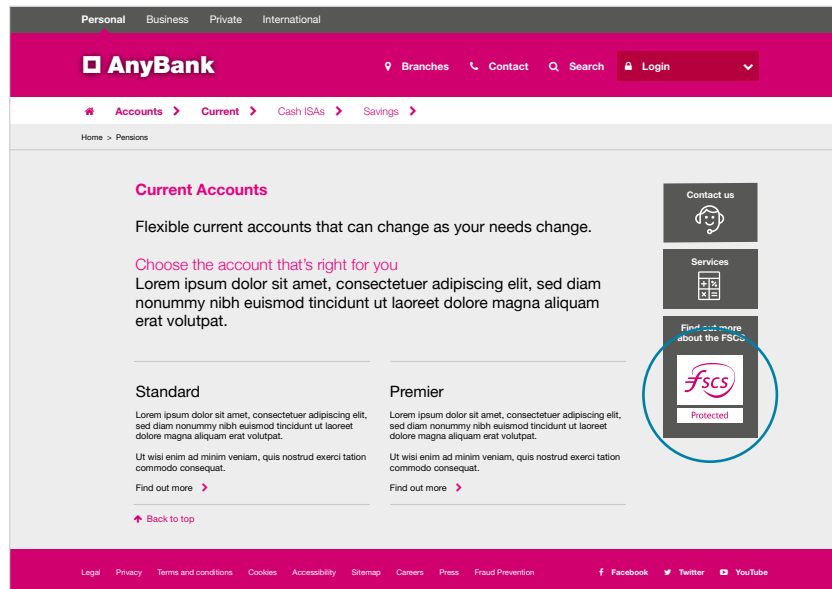 Personal Business Private International
AnyBank
Branches Contact Search Login
Accounts Current Cash ISAs Savings
Home > Pensions
Current Accounts
Flexible current accounts that can change as your needs change.
Choose the account that's right for you
Lorem ipsum dolor sit amet, consectetuer adipiscing elit, sed diam
nonummy nibh euismod tincidunt ut laoreet dolore magna aliquam
erat volutpat.
Standard
Lorem ipsum dolor sit amet, consectetuer adipiscing elit,
sed diam nonummy nibh euismod tincidunt ut laoreet
dolore magna aliquam erat volutpat.
Ut wisi enim ad minim veniam, quis nostrud exerci tation
commodo consequat.
Find out more
Premier
Lorem ipsum dolor sit amet, consectetuer adipiscing elit,
sed diam nonummy nibh euismod tincidunt ut laoreet
dolore magna aliquam erat volutpat.
Ut wisi enim ad minim veniam, quis nostrud exerci tation
commodo consequat.
Find out more
Back to top
Contact us
Services
Find out more
about the FSCS
fscs
Protected
Legal Privacy Terms and conditions Cookies Accessibility Sitemap Careers Press Fraud Prevention Facebook Twitter YouTube